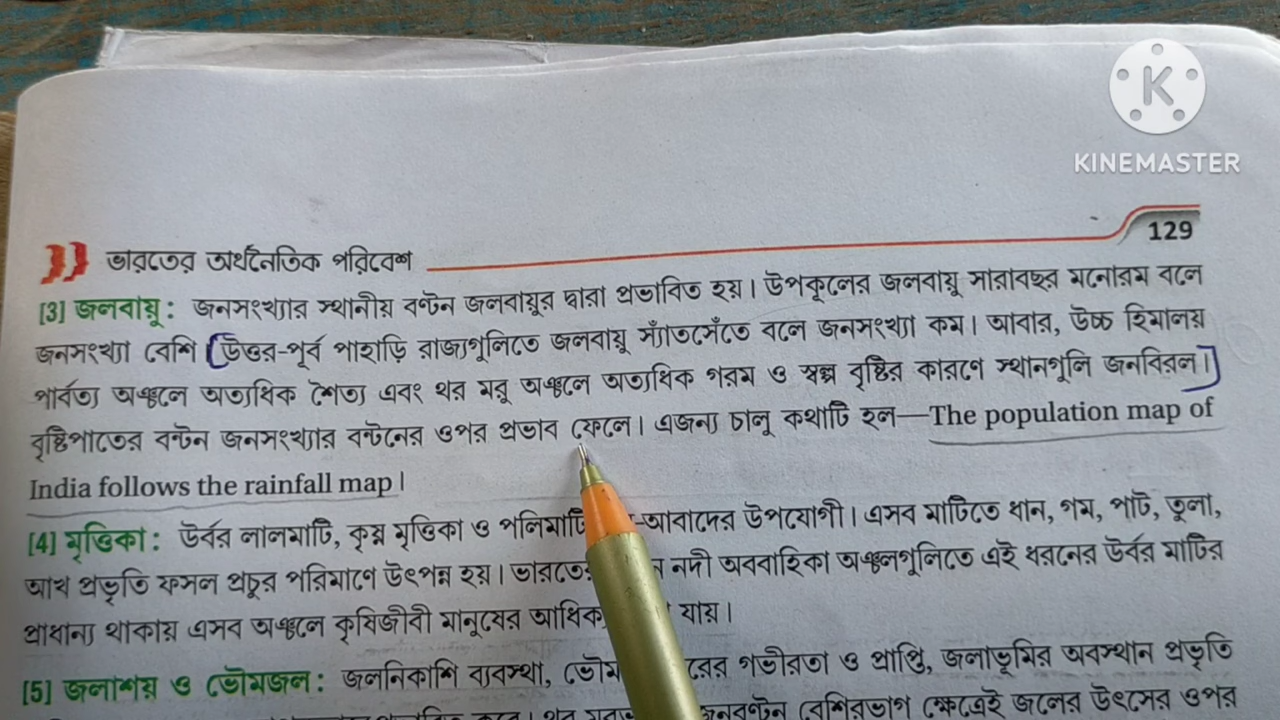 KINEMASTER
129
ভারতের অর্থনৈতিক পরিবেশ
[3] জলবায়ু : জনসংখ্যার স্থানীয় বণ্টন জলবায়ুর দ্বারা প্রভাবিত হয়। উপকূলের জলবায়ু সারাবছর মনোরম বলে
জনসংখ্যা বেশি [উত্তর-পূর্ব পাহাড়ি রাজ্যগুলিতে জলবায়ু স্যাঁতসেঁতে বলে জনসংখ্যা কম। আবার, উচ্চ হিমালয়
পার্বত্য অঞ্চলে অত্যধিক শৈত্য এবং থর মরু অঞ্চলে অত্যধিক গরম ও স্বল্প বৃষ্টির কারণে স্থানগুলি জনবিরল।]
বৃষ্টিপাতের বণ্টন জনসংখ্যার বণ্টনের ওপর প্রভাব ফেলে। এজন্য চালু কথাটি হল—The population map of
India follows the rainfall map।
[4] মৃত্তিকা : উর্বর লালমাটি, কৃষ্ণ মৃত্তিকা ও পলিমাটি -আবাদের উপযোগী। এসব মাটিতে ধান, গম, পাট, তুলা,
আখ প্রভৃতি ফসল প্রচুর পরিমাণে উৎপন্ন হয়। ভারতের নদী অববাহিকা অঞ্চলগুলিতে এই ধরনের উর্বর মাটির
প্রাধান্য থাকায় এসব অঞ্চলে কৃষিজীবী মানুষের যায়।
[5] জলাশয় ও ভৌমজল : জলনিকাশি ব্যবস্থা, গভীরতা ও প্রাপ্তি, জলাভূমির অবস্থান প্রভৃতি
বেশিরভাগ ক্ষেত্রেই জলের উৎসের ওপর